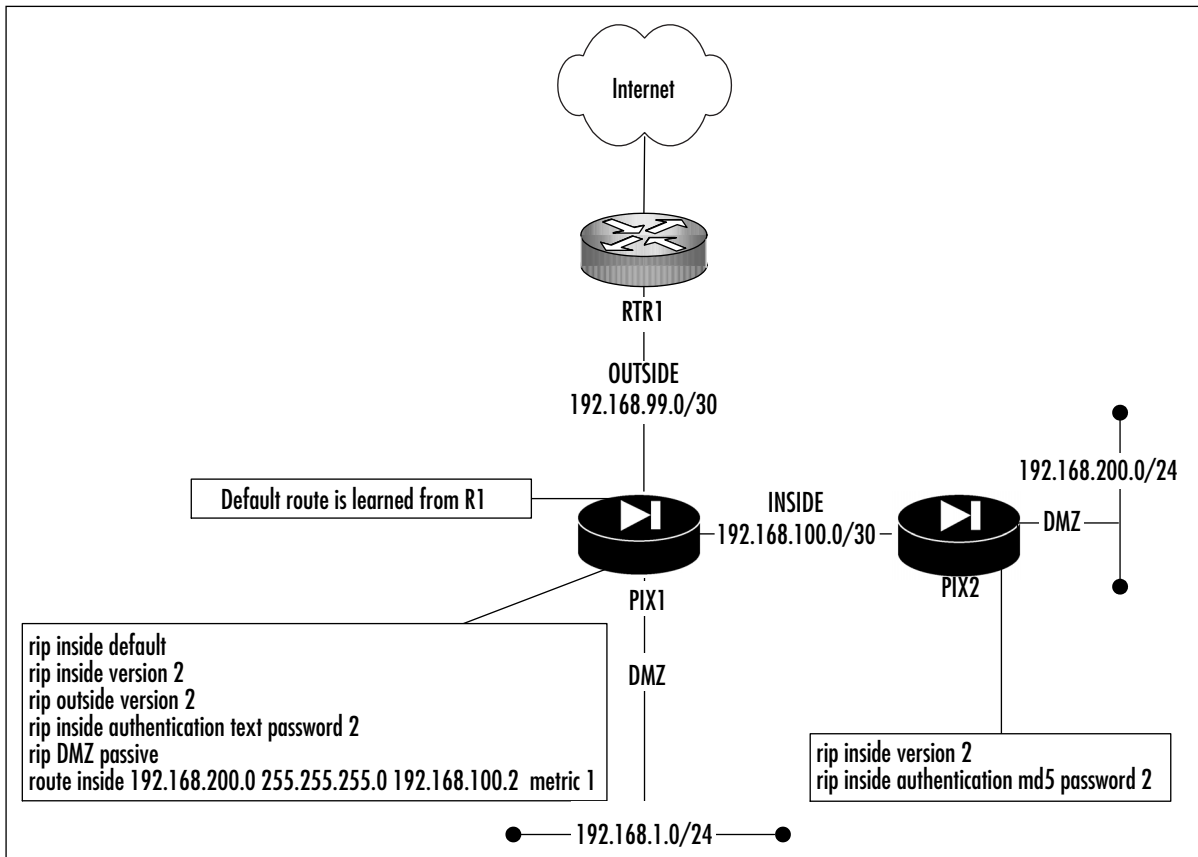 Internet
RTR1
OUTSIDE
192.168.99.0/30
192.168.200.0/24
Default route is learned from R1
INSIDE
192.168.100.0/30
DMZ
PIX1
PIX2
rip inside default
rip inside version 2
rip outside version 2
rip inside authentication text password 2
rip DMZ passive
route inside 192.168.200.0 255.255.255.0 192.168.100.2 metric 1
DMZ
rip inside version 2
rip inside authentication md5 password 2
192.168.1.0/24